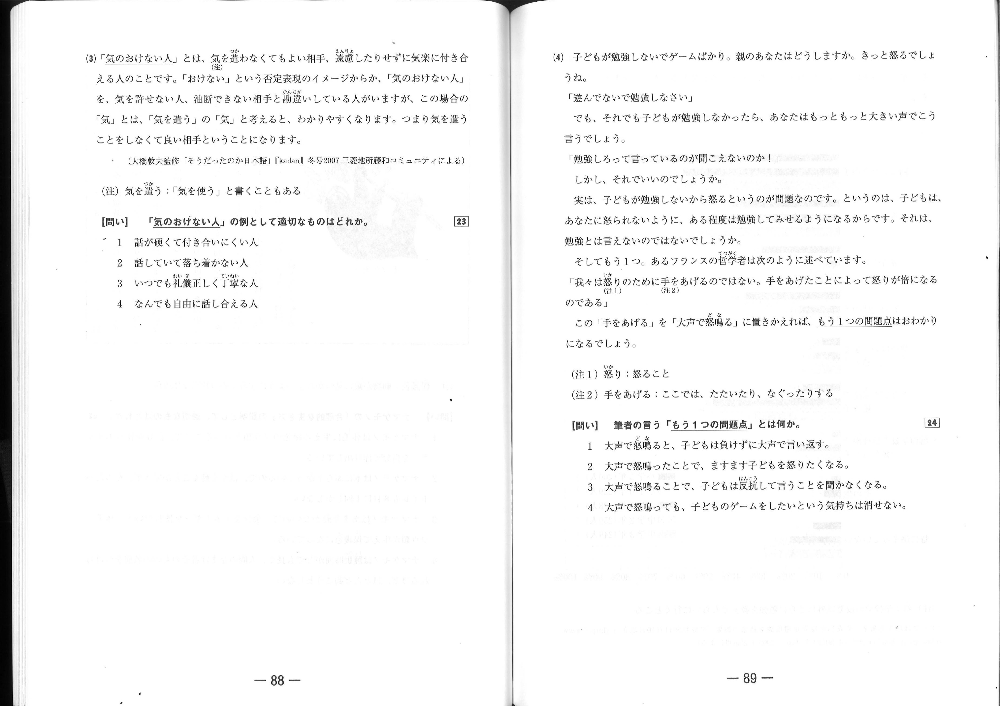 (3)「気のおけない人」とは、気を遣わなくてもよい相手、遠慮したりせずに気楽に付き合
える人のことです。「おけない」という否定表現のイメージからか、「気のおけない人」
を、気を許せない人、油断できない相手と勘違いしている人がいますが、この場合の
「気」とは、「気を遣う」の「気」と考えると、わかりやすくなります。つまり気を遣う
ことをしなくて良い相手ということになります。
（大橋敦夫監修「そうだったのか日本語」『kadan』冬号2007 三菱地所藤和コミュニティによる）
（注）気を遣う：「気を使う」と書くこともある
【問い】 「気のおけない人」の例として適切なものはどれか。 23
1 話が硬くて付き合いにくい人
2 話していて落ち着かない人
3 いつでも礼儀正しく丁寧な人
4 なんでも自由に話し合える人
― 88 ―
(4) 子どもが勉強しないでゲームばかり。親のあなたはどうしますか。きっと怒るでしょ
うね。
「遊んでないで勉強しなさい」
でも、それでも子どもが勉強しなかったら、あなたはもっともっと大きい声でこう
言うでしょう。
「勉強しろって言っているのが聞こえないのか！」
しかし、それでいいのでしょうか。
実は、子どもが勉強しないから怒るというのが問題なのです。というのは、子どもは、
あなたに怒られないように、ある程度は勉強してみせるようになるからです。それは、
勉強とは言えないのではないでしょうか。
そしてもう１つ。あるフランスの哲学者は次のように述べています。
「我々は怒りのために手をあげるのではない。手をあげたことによって怒りが倍になる
のである」
この「手をあげる」を「大声で怒鳴る」に置きかえれば、もう１つの問題点はおわかり
になるでしょう。
（注１）怒り：怒ること
（注２）手をあげる：ここでは、たたいたり、なぐったりする
【問い】 筆者の言う「もう１つの問題点」とは何か。 24
1 大声で怒鳴ると、子どもは負けずに大声で言い返す。
2 大声で怒鳴ったことで、ますます子どもを怒りたくなる。
3 大声で怒鳴ることで、子どもは反抗して言うことを聞かなくなる。
4 大声で怒鳴っても、子どものゲームをしたいという気持ちは消せない。
― 89 ―